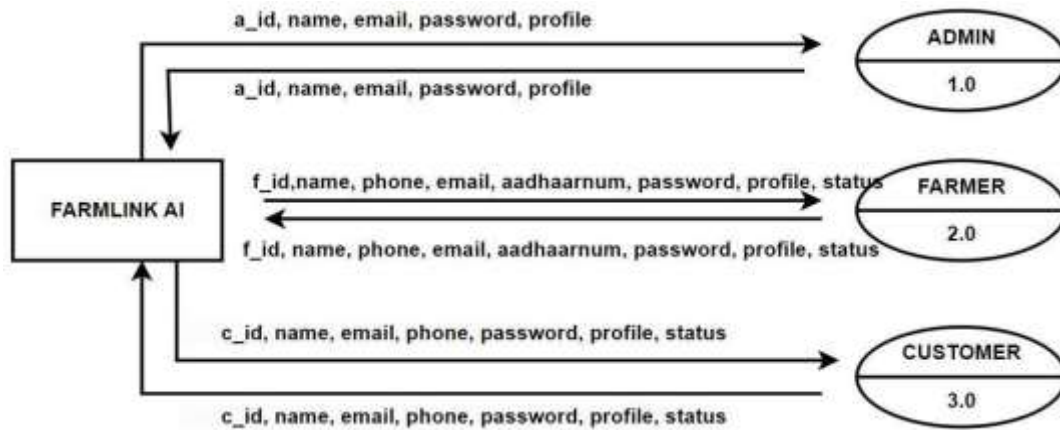 a_id, name, email, password, profile
ADMIN
1.0
a_id, name, email, password, profile
FARMLINK AI
f_id,name, phone, email, aadhaarnum, password, profile, status
FARMER
2.0
f_id, name, phone, email, aadhaarnum, password, profile, status
c_id, name, email, phone, password, profile, status
CUSTOMER
3.0
c_id, name, email, phone, password, profile, status